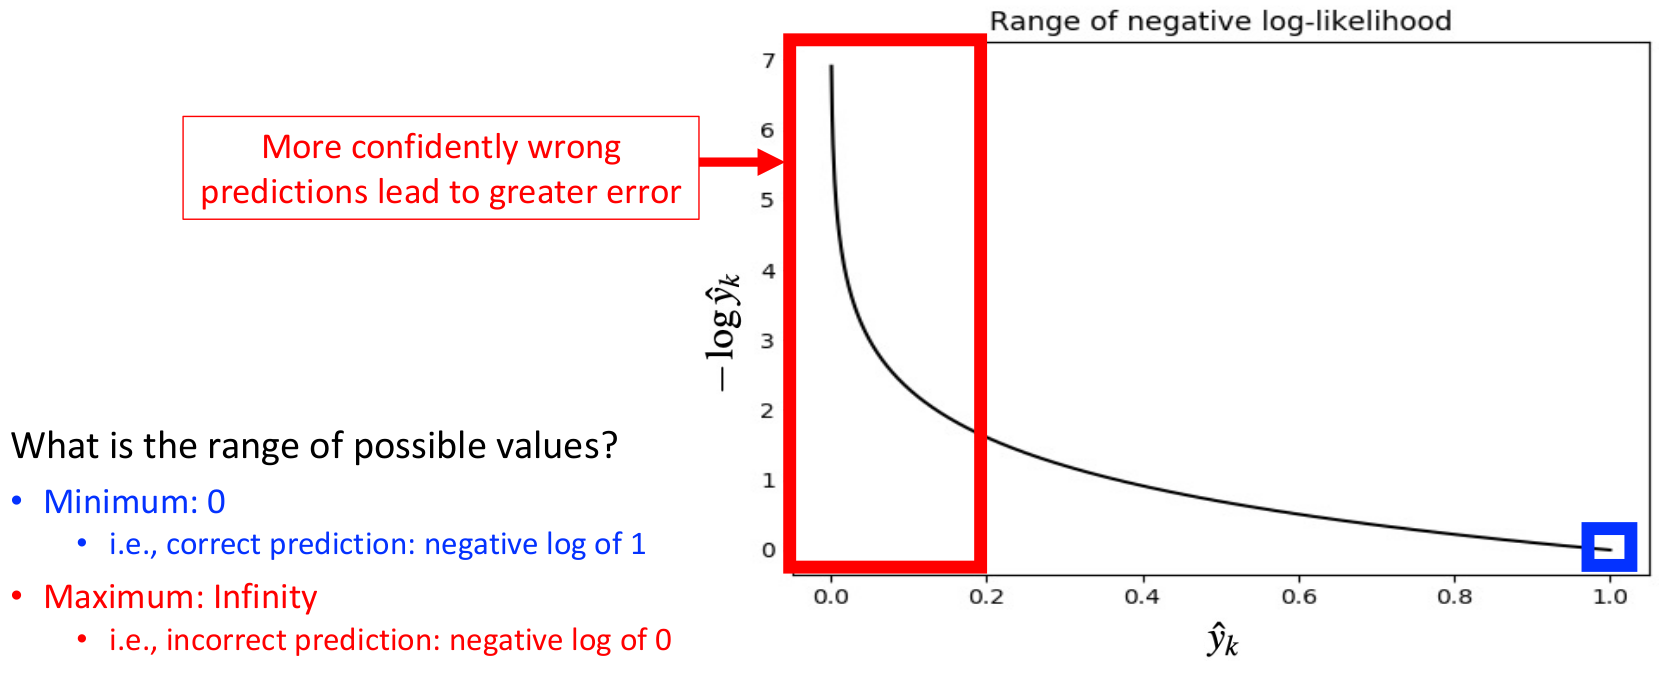 Range of negative log-likelihood
More confidently wrong
predictions lead to greater error
7
6
5
4
3
2
1
0
− log ŷₖ
0.0 0.2 0.4 0.6 0.8 1.0
ŷₖ
What is the range of possible values?
• Minimum: 0
• i.e., correct prediction: negative log of 1
• Maximum: Infinity
• i.e., incorrect prediction: negative log of 0